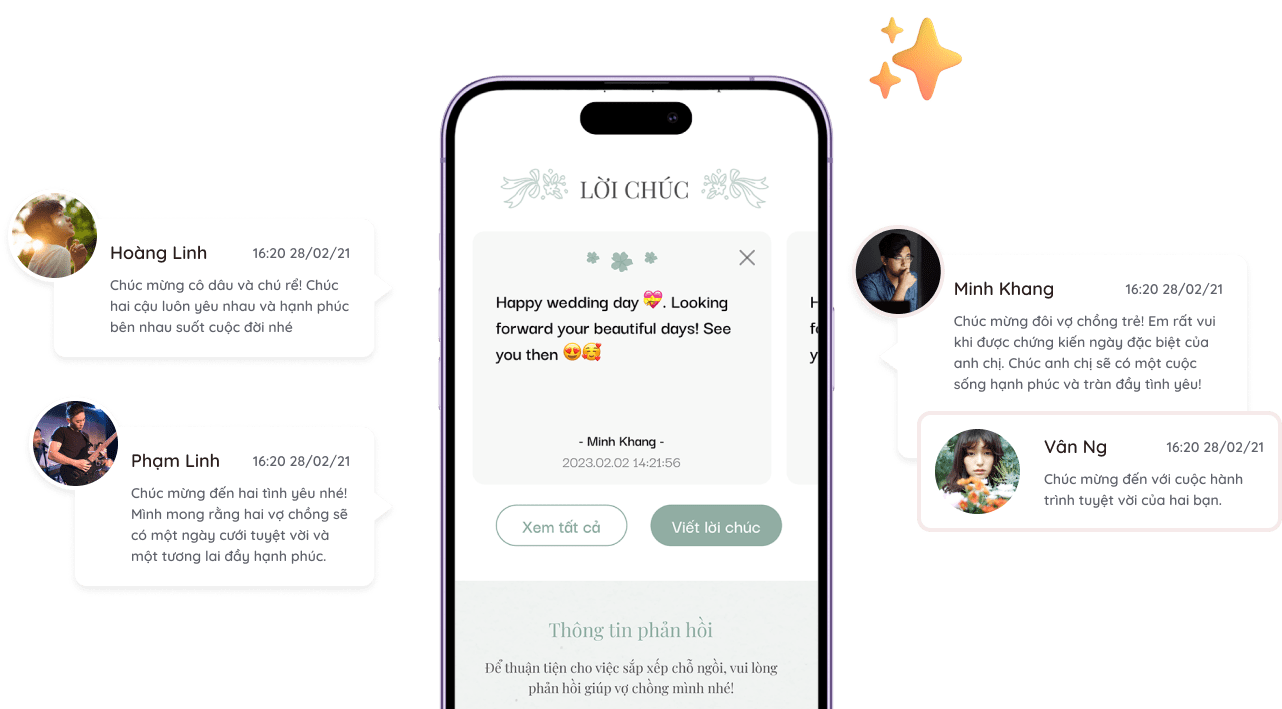 Hoàng Linh 16:20 28/02/21
Chúc mừng cô dâu và chú rể! Chúc
hai cậu luôn yêu nhau và hạnh phúc
bên nhau suốt cuộc đời nhé
Phạm Linh 16:20 28/02/21
Chúc mừng đến hai tình yêu nhé!
Mình mong rằng hai vợ chồng sẽ
có một ngày cưới tuyệt vời và
một tương lai đầy hạnh phúc.
LỜI CHÚC
Happy wedding day 💝. Looking
forward your beautiful days! See
you then 😍🥰
- Minh Khang -
2023.02.02 14:21:56
Xem tất cả
Viết lời chúc
Thông tin phản hồi
Để thuận tiện cho việc sắp xếp chỗ ngồi, vui lòng
phản hồi giúp vợ chồng mình nhé!
Minh Khang 16:20 28/02/21
Chúc mừng đôi vợ chồng trẻ! Em rất vui
khi được chứng kiến ngày đặc biệt của
anh chị. Chúc anh chị sẽ có một cuộc
sống hạnh phúc và tràn đầy tình yêu!
Vân Ng 16:20 28/02/21
Chúc mừng đến với cuộc hành
trình tuyệt vời của hai bạn.